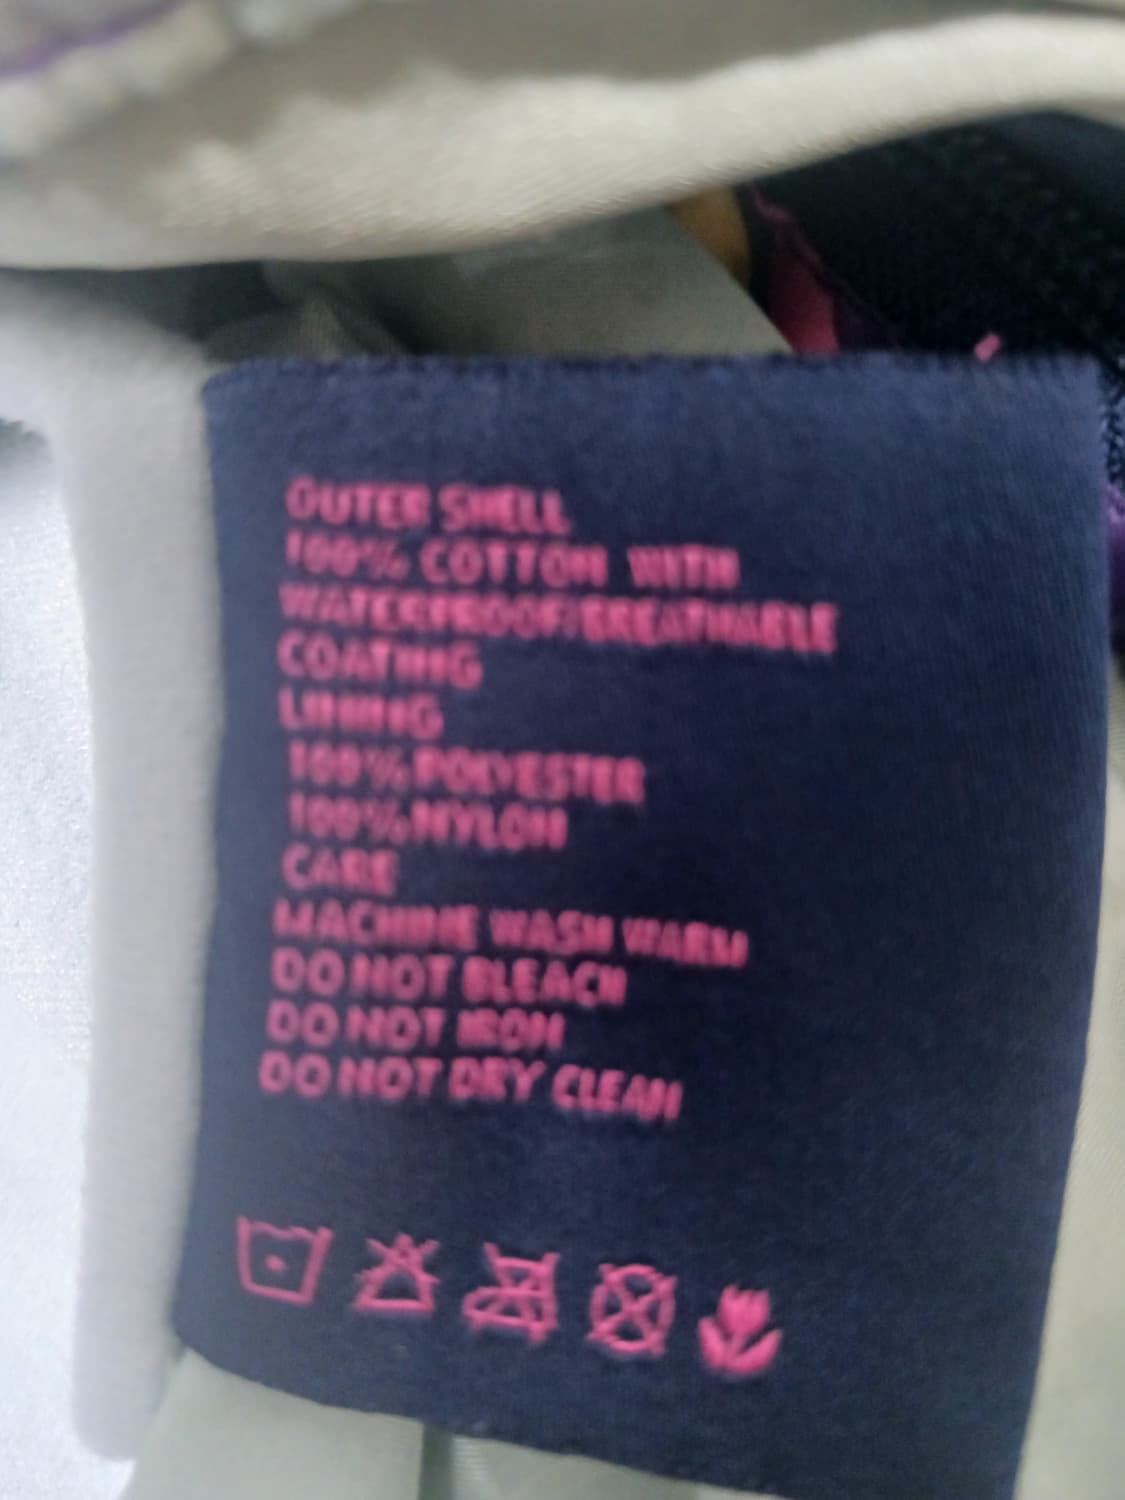 OUTER SHELL
100% COTTON WITH
WATERPROOF/BREATHABLE
COATING
LINING
100% POLYESTER
100% NYLON
CARE
MACHINE WASH WARM
DO NOT BLEACH
DO NOT IRON
DO NOT DRY CLEAN